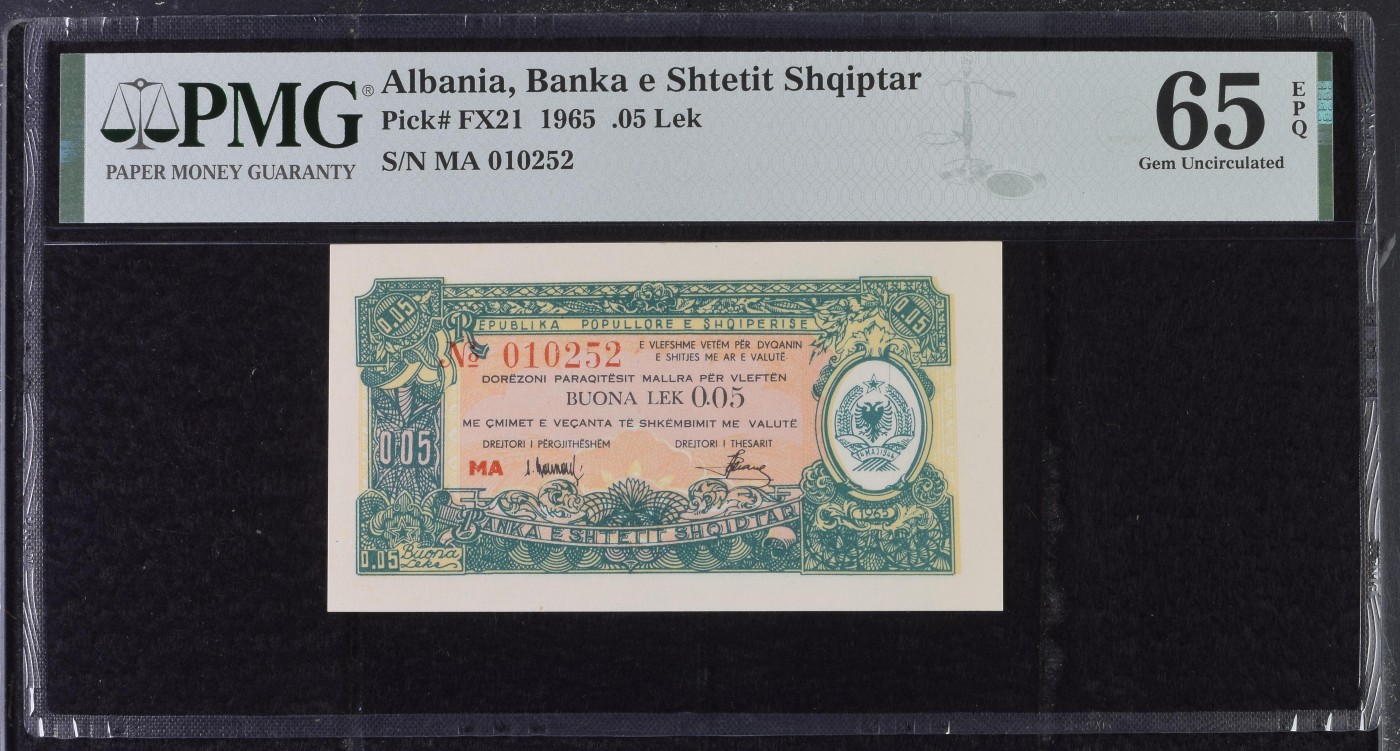 PMG®
PAPER MONEY GUARANTY
Albania, Banka e Shtetit Shqiptar
Pick# FX21 1965 .05 Lek
S/N MA 010252
65
EPQ
Gem Uncirculated
0.05
0.05
REPUBLIKA POPULLORE E SHQIPERISE
№ 010252
E VLEFSHME VETËM PËR DYQANIN
E SHITJES ME AR E VALUTË
DORËZONI PARAQITËSIT MALLRA PËR VLEFTËN
BUONA LEK 0.05
ME ÇMIMET E VEÇANTA TË SHKËMBIMIT ME VALUTË
DREJTORI I PËRGJITHËSHËM
DREJTORI I THESARIT
0.05
MA
1965
BANKA E SHTETIT SHQIPTAR
0.05 Buona
Leke